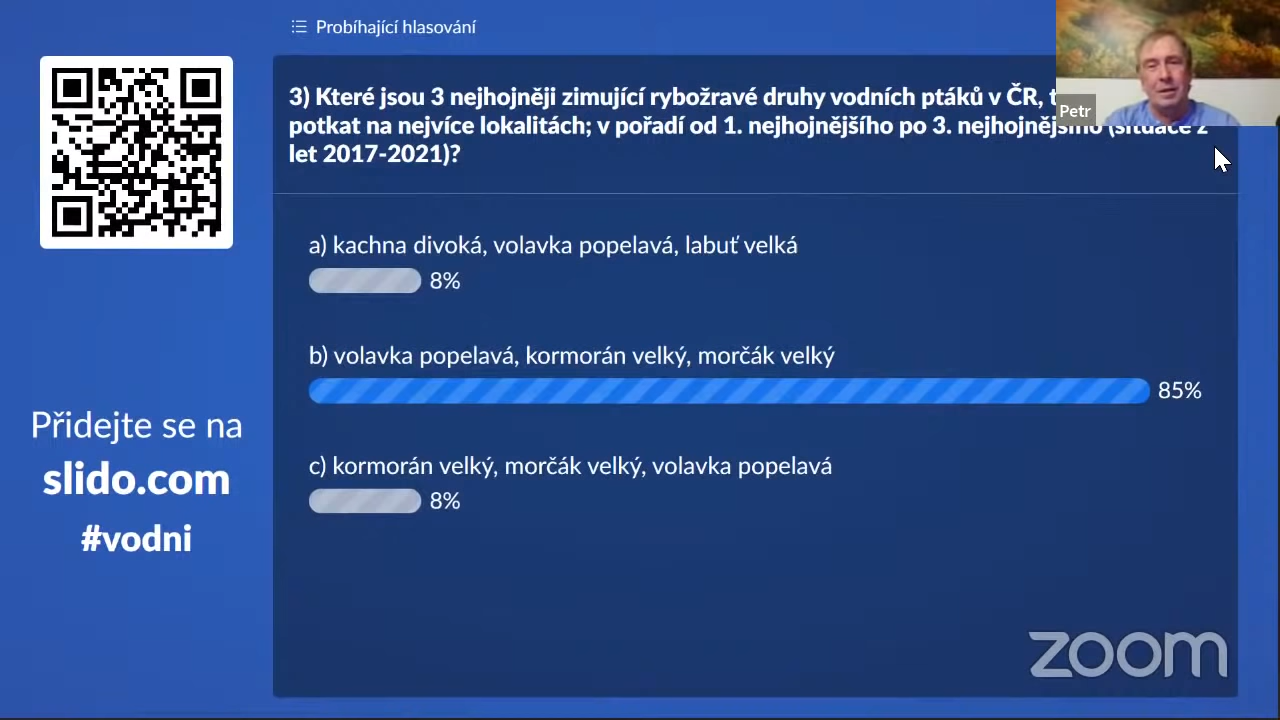 Probíhající hlasování
3) Které jsou 3 nejhojněji zimující rybožravé druhy vodních ptáků v ČR,
potkat na nejvíce lokalitách; v pořadí od 1. nejhojnějšího po 3. nejhojnějšího (situace z
let 2017-2021)?
Petr
a) kachna divoká, volavka popelavá, labuť velká
8%
b) volavka popelavá, kormorán velký, morčák velký
85%
c) kormorán velký, morčák velký, volavka popelavá
8%
Přidejte se na
slido.com
#vodni
zoom